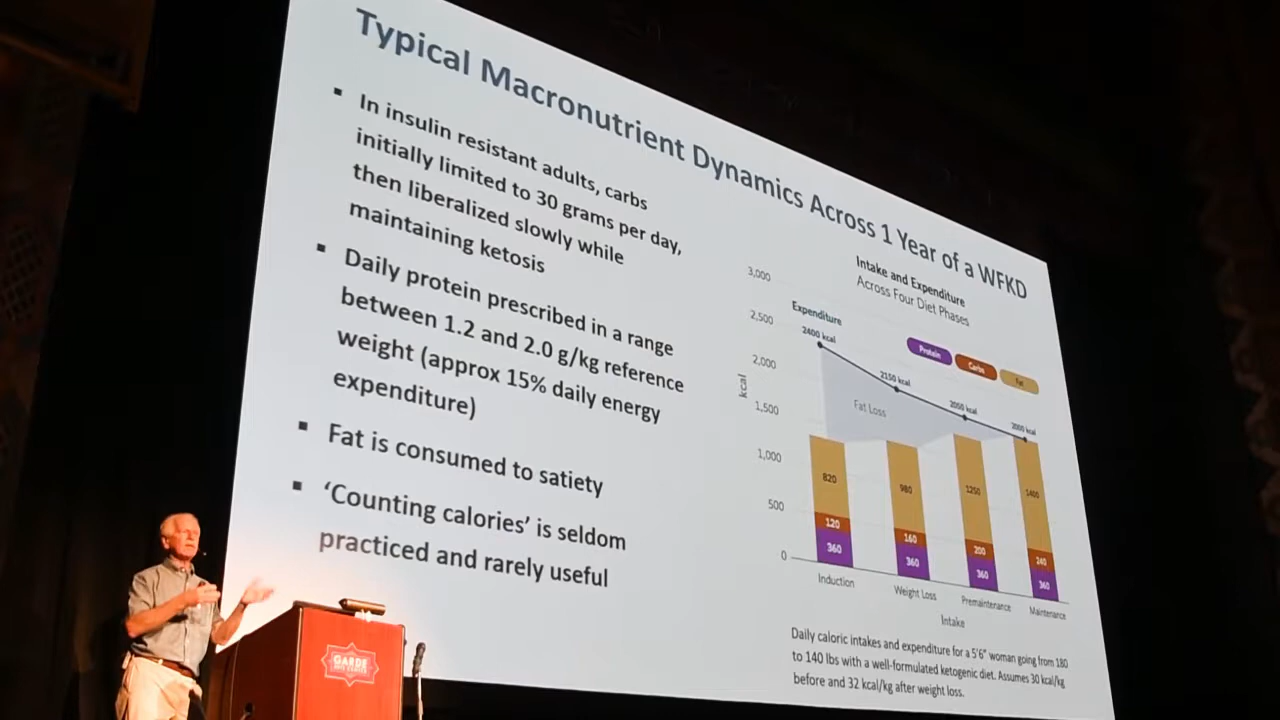 Typical Macronutrient Dynamics Across 1 Year of a WFKD
▪ In insulin resistant adults, carbs
initially limited to 30 grams per day,
then liberalized slowly while
maintaining ketosis
▪ Daily protein prescribed in a range
between 1.2 and 2.0 g/kg reference
weight (approx 15% daily energy
expenditure)
▪ Fat is consumed to satiety
▪ ‘Counting calories’ is seldom
practiced and rarely useful
Intake and Expenditure
Across Four Diet Phases
Protein
Carbs
Fat
kcal
3,000
2,500
2,000
1,500
1,000
500
0
Expenditure
2400 kcal
2150 kcal
2050 kcal
2000 kcal
Fat Loss
820
120
360
980
160
360
1250
200
360
1400
240
360
Induction
Weight Loss
Premaintenance
Maintenance
Intake
Daily caloric intakes and expenditure for a 5'6" woman going from 180
to 140 lbs with a well-formulated ketogenic diet. Assumes 30 kcal/kg
before and 32 kcal/kg after weight loss.
GARDE